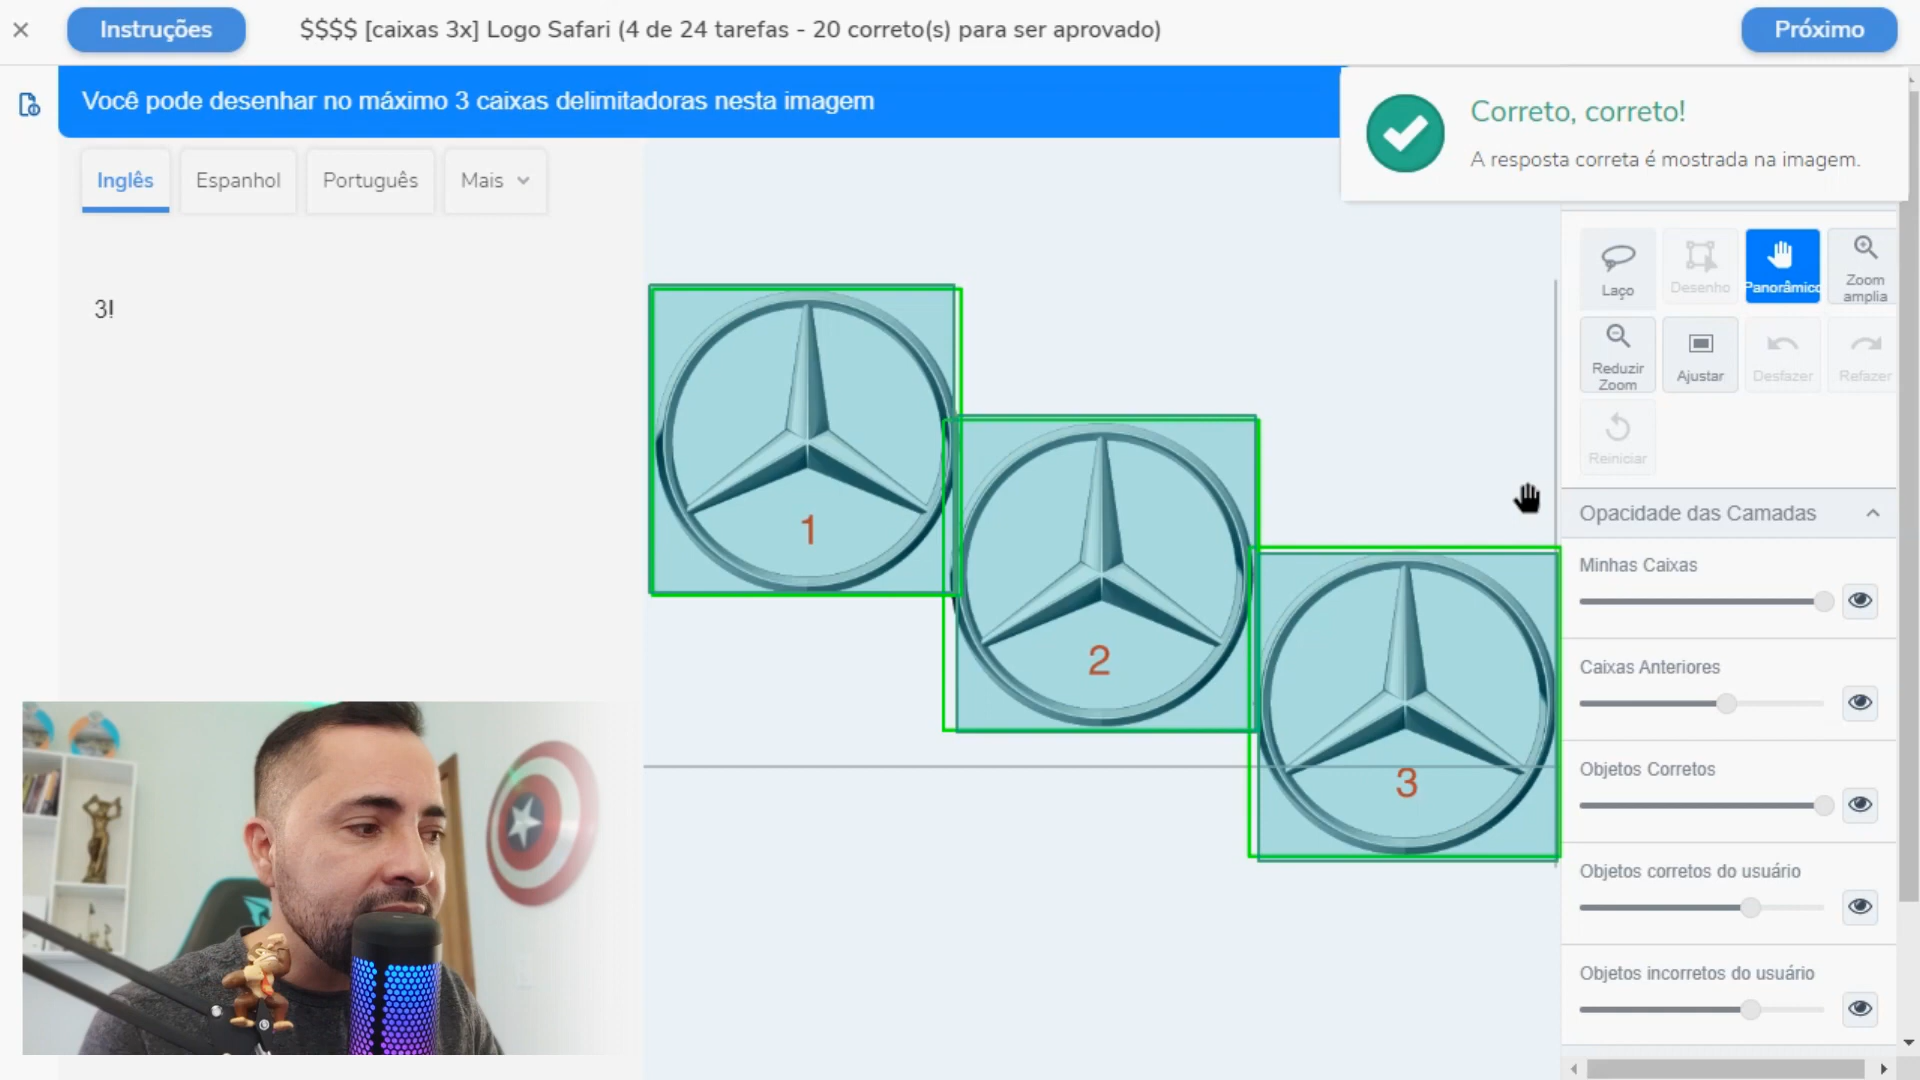 Instruções
$$$$ [caixas 3x] Logo Safari (4 de 24 tarefas - 20 correto(s) para ser aprovado)
Próximo
Você pode desenhar no máximo 3 caixas delimitadoras nesta imagem
Correto, correto!
A resposta correta é mostrada na imagem.
Inglês
Espanhol
Português
Mais
3!
Laço
Desenho
Panorâmico
Zoom
amplia
Reduzir
Zoom
Ajustar
Desfazer
Refazer
Reiniciar
Opacidade das Camadas
Minhas Caixas
Caixas Anteriores
Objetos Corretos
Objetos corretos do usuário
Objetos incorretos do usuário
1
2
3